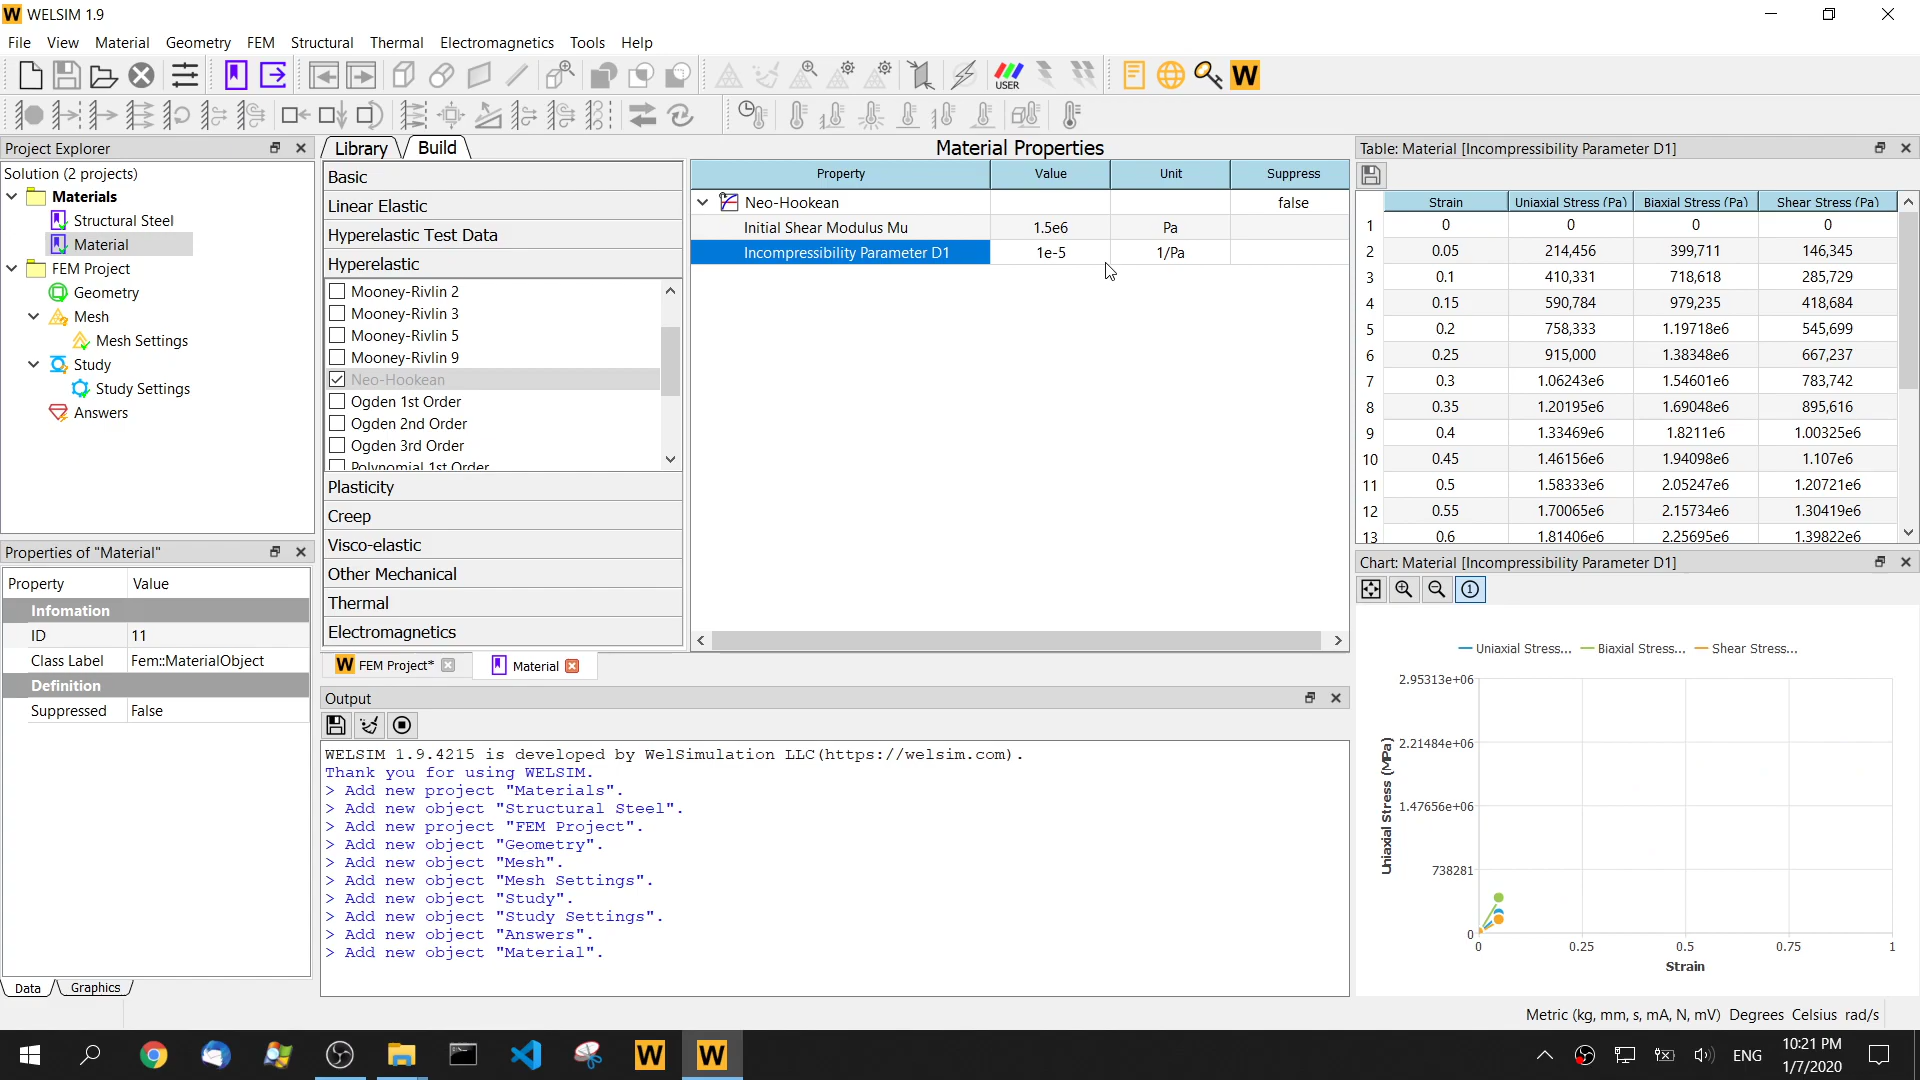 WELSIM 1.9
File View Material Geometry FEM Structural Thermal Electromagnetics Tools Help
USER
W
Project Explorer
Solution (2 projects)
Materials
Structural Steel
Material
FEM Project
Geometry
Mesh
Mesh Settings
Study
Study Settings
Answers
Properties of "Material"
Property Value
Infomation
ID 11
Class Label Fem::MaterialObject
Definition
Suppressed False
Data Graphics
Library Build
Basic
Linear Elastic
Hyperelastic Test Data
Hyperelastic
Mooney-Rivlin 2
Mooney-Rivlin 3
Mooney-Rivlin 5
Mooney-Rivlin 9
Neo-Hookean
Ogden 1st Order
Ogden 2nd Order
Ogden 3rd Order
Polynomial 1st Order
Plasticity
Creep
Visco-elastic
Other Mechanical
Thermal
Electromagnetics
Material Properties
Property Value Unit Suppress
Neo-Hookean false
Initial Shear Modulus Mu 1.5e6 Pa
Incompressibility Parameter D1 1e-5 1/Pa
FEM Project* Material
Output
WELSIM 1.9.4215 is developed by WelSimulation LLC(https://welsim.com).
Thank you for using WELSIM.
> Add new project "Materials".
> Add new object "Structural Steel".
> Add new project "FEM Project".
> Add new object "Geometry".
> Add new object "Mesh".
> Add new object "Mesh Settings".
> Add new object "Study".
> Add new object "Study Settings".
> Add new object "Answers".
> Add new object "Material".
Table: Material [Incompressibility Parameter D1]
Strain Uniaxial Stress (Pa) Biaxial Stress (Pa) Shear Stress (Pa)
1 0 0 0 0
2 0.05 214,456 399,711 146,345
3 0.1 410,331 718,618 285,729
4 0.15 590,784 979,235 418,684
5 0.2 758,333 1.19718e6 545,699
6 0.25 915,000 1.38348e6 667,237
7 0.3 1.06243e6 1.54601e6 783,742
8 0.35 1.20195e6 1.69048e6 895,616
9 0.4 1.33469e6 1.8211e6 1.00325e6
10 0.45 1.46156e6 1.94098e6 1.107e6
11 0.5 1.58333e6 2.05247e6 1.20721e6
12 0.55 1.70065e6 2.15734e6 1.30419e6
13 0.6 1.81406e6 2.25695e6 1.39822e6
Chart: Material [Incompressibility Parameter D1]
Uniaxial Stress... Biaxial Stress... Shear Stress...
Uniaxial Stress (MPa)
2.95313e+06
2.21484e+06
1.47656e+06
738281
0
0 0.25 0.5 0.75 1
Strain
Metric (kg, mm, s, mA, N, mV) Degrees Celsius rad/s
W W
ENG 10:21 PM
1/7/2020